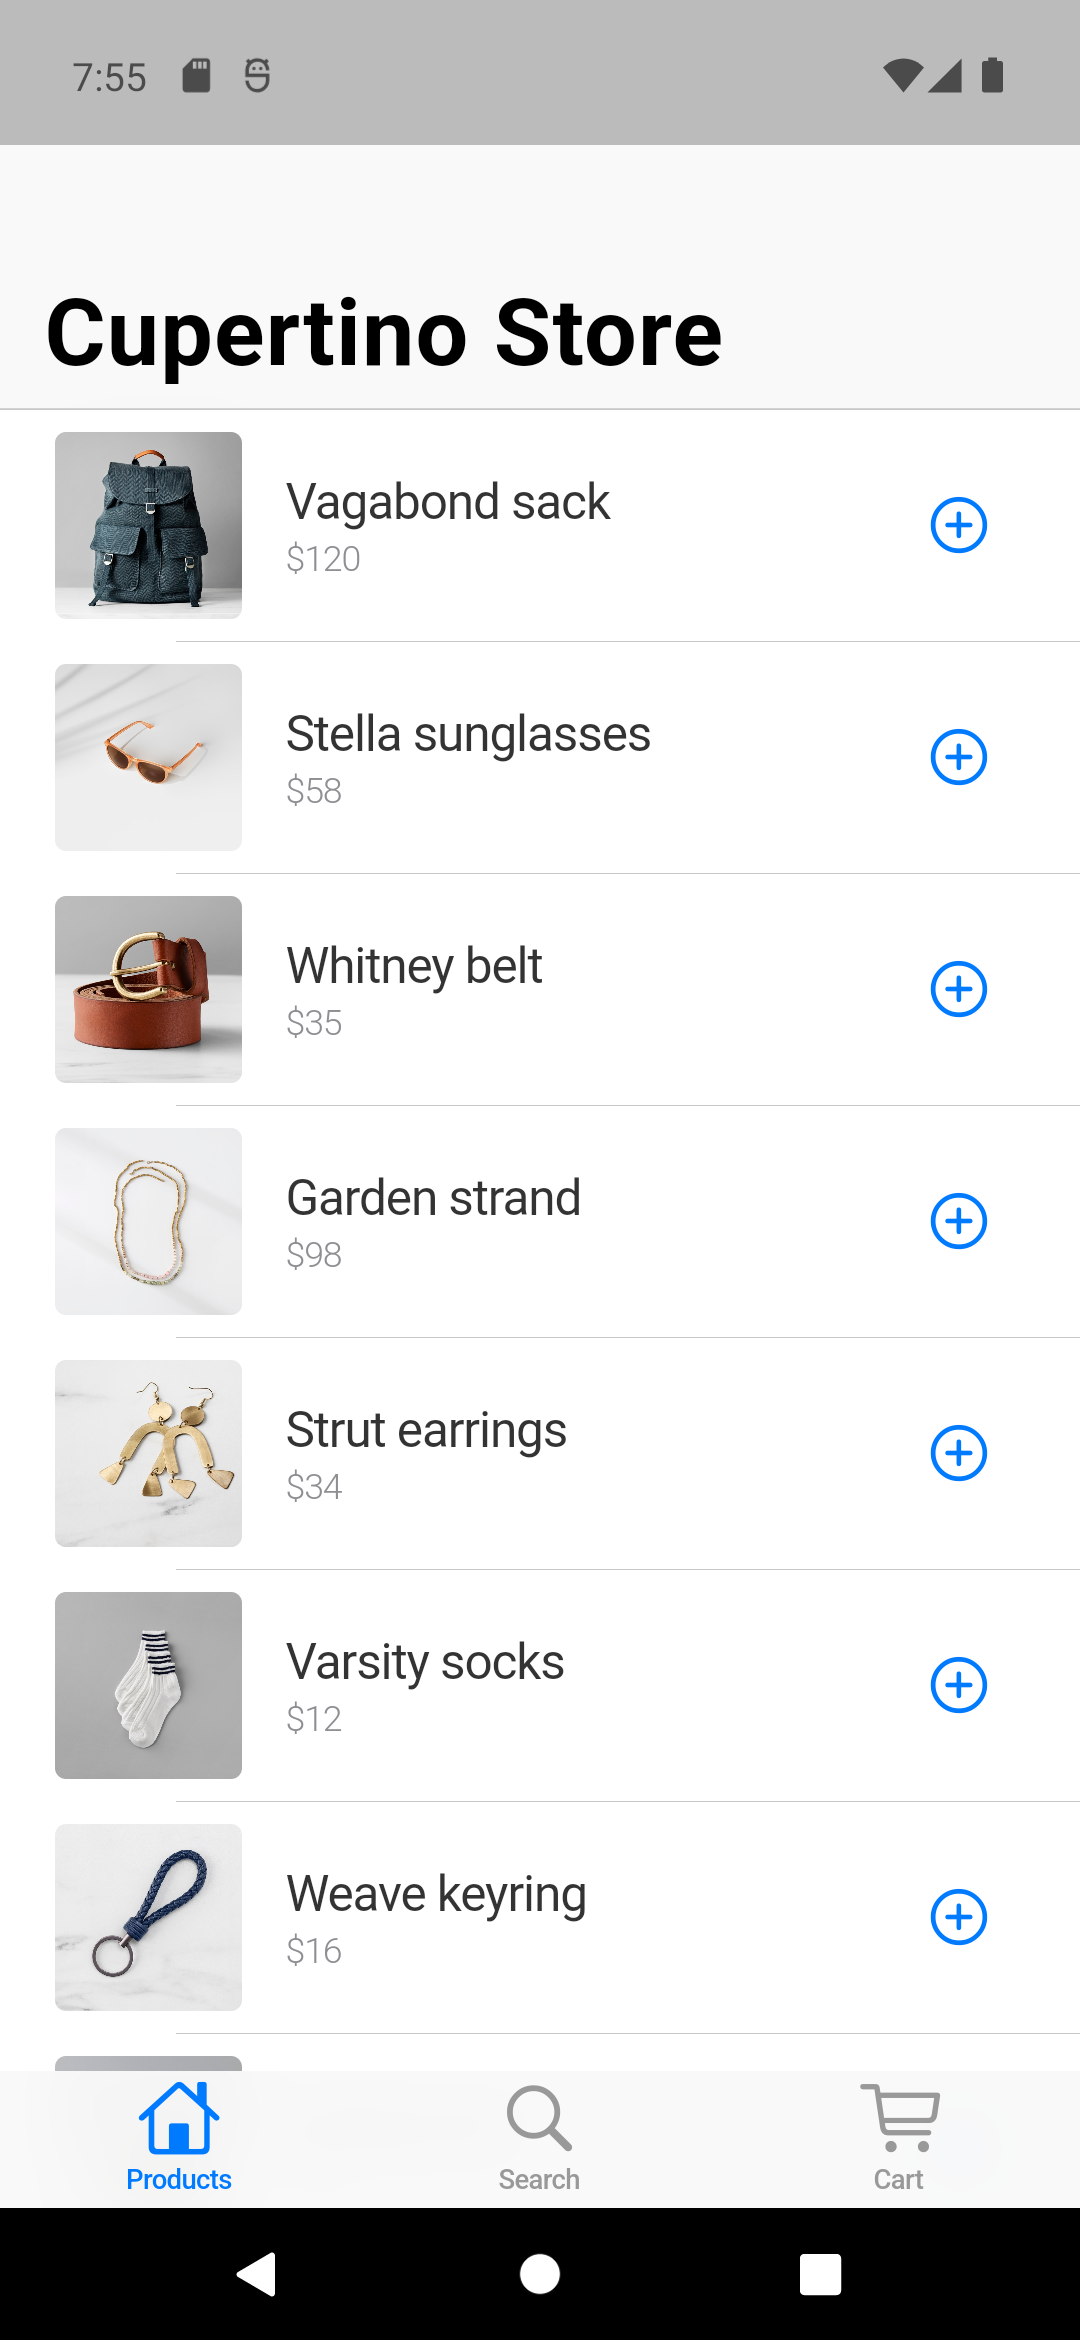 7:55
Cupertino Store
Vagabond sack
$120
Stella sunglasses
$58
Whitney belt
$35
Garden strand
$98
Strut earrings
$34
Varsity socks
$12
Weave keyring
$16
Products
Search
Cart